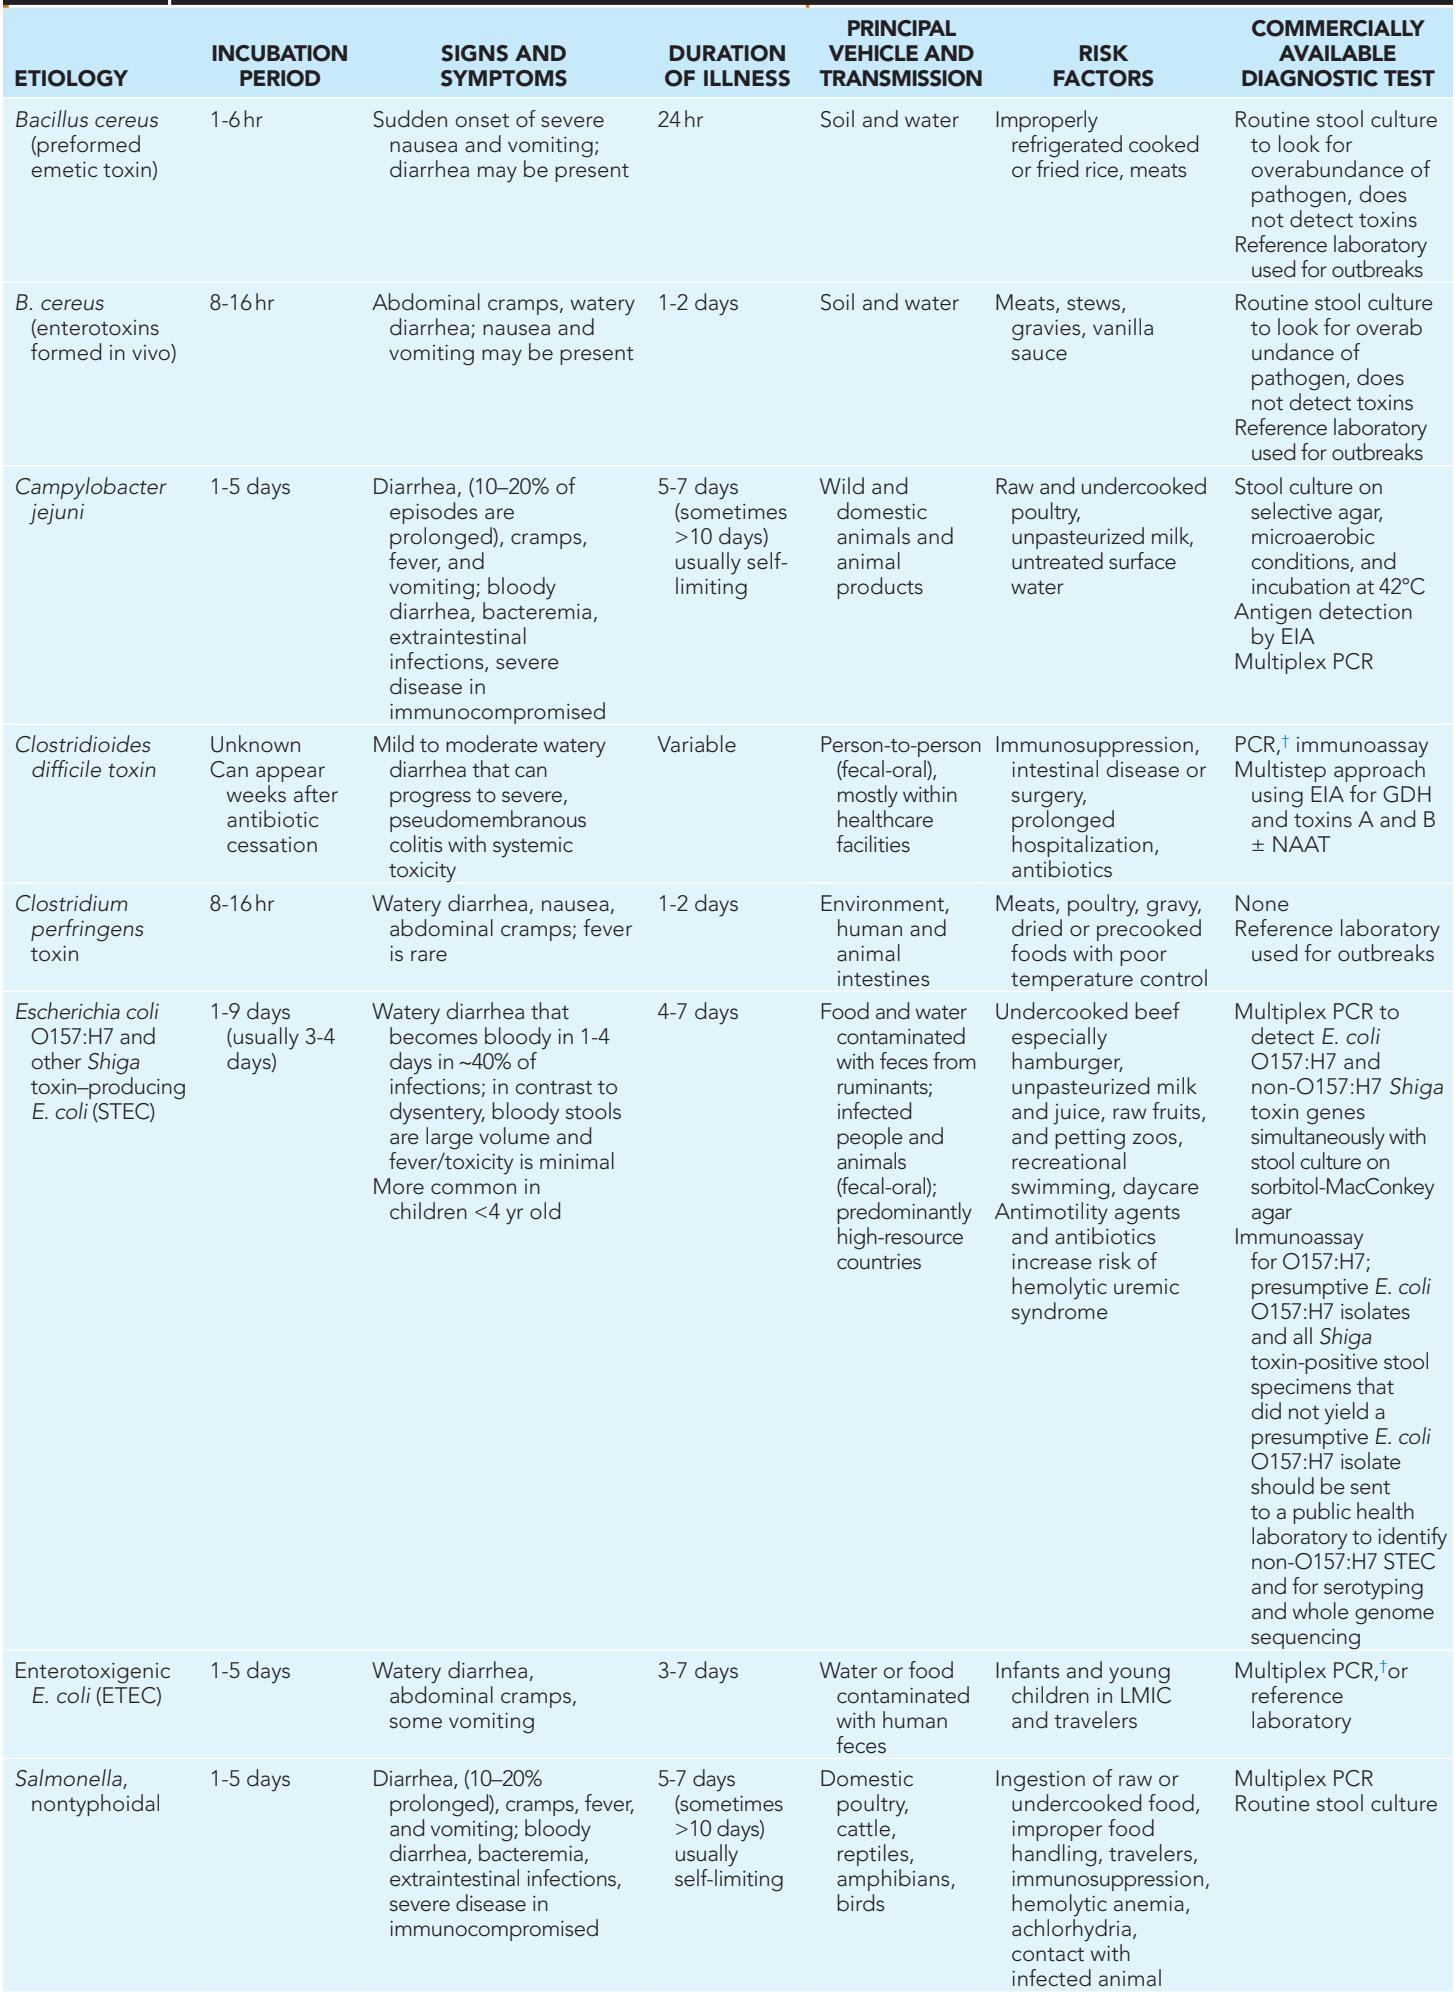 ETIOLOGY
INCUBATION
PERIOD
SIGNS AND
SYMPTOMS
DURATION
OF ILLNESS
PRINCIPAL
VEHICLE AND
TRANSMISSION
RISK
FACTORS
COMMERCIALLY
AVAILABLE
DIAGNOSTIC TEST
Bacillus cereus
(preformed
emetic toxin)
1-6 hr
Sudden onset of severe
nausea and vomiting;
diarrhea may be present
24 hr
Soil and water
Improperly
refrigerated cooked
or fried rice, meats
Routine stool culture
to look for
overabundance of
pathogen, does
not detect toxins
Reference laboratory
used for outbreaks
B. cereus
(enterotoxins
formed in vivo)
8-16 hr
Abdominal cramps, watery
diarrhea; nausea and
vomiting may be present
1-2 days
Soil and water
Meats, stews,
gravies, vanilla
sauce
Routine stool culture
to look for overab
undance of
pathogen, does
not detect toxins
Reference laboratory
used for outbreaks
Campylobacter
jejuni
1-5 days
Diarrhea, (10–20% of
episodes are
prolonged), cramps,
fever, and
vomiting; bloody
diarrhea, bacteremia,
extraintestinal
infections, severe
disease in
immunocompromised
5-7 days
(sometimes
>10 days)
usually self-
limiting
Wild and
domestic
animals and
animal
products
Raw and undercooked
poultry,
unpasteurized milk,
untreated surface
water
Stool culture on
selective agar,
microaerobic
conditions, and
incubation at 42°C
Antigen detection
by EIA
Multiplex PCR
Clostridioides
difficile toxin
Unknown
Can appear
weeks after
antibiotic
cessation
Mild to moderate watery
diarrhea that can
progress to severe,
pseudomembranous
colitis with systemic
toxicity
Variable
Person-to-person
(fecal-oral),
mostly within
healthcare
facilities
Immunosuppression,
intestinal disease or
surgery,
prolonged
hospitalization,
antibiotics
PCR,† immunoassay
Multistep approach
using EIA for GDH
and toxins A and B
± NAAT
Clostridium
perfringens
toxin
8-16 hr
Watery diarrhea, nausea,
abdominal cramps; fever
is rare
1-2 days
Environment,
human and
animal
intestines
Meats, poultry, gravy,
dried or precooked
foods with poor
temperature control
None
Reference laboratory
used for outbreaks
Escherichia coli
O157:H7 and
other Shiga
toxin–producing
E. coli (STEC)
1-9 days
(usually 3-4
days)
Watery diarrhea that
becomes bloody in 1-4
days in ~40% of
infections; in contrast to
dysentery, bloody stools
are large volume and
fever/toxicity is minimal
More common in
children <4 yr old
4-7 days
Food and water
contaminated
with feces from
ruminants;
infected
people and
animals
(fecal-oral);
predominantly
high-resource
countries
Undercooked beef
especially
hamburger,
unpasteurized milk
and juice, raw fruits,
and petting zoos,
recreational
swimming, daycare
Antimotility agents
and antibiotics
increase risk of
hemolytic uremic
syndrome
Multiplex PCR to
detect E. coli
O157:H7 and
non-O157:H7 Shiga
toxin genes
simultaneously with
stool culture on
sorbitol-MacConkey
agar
Immunoassay
for O157:H7;
presumptive E. coli
O157:H7 isolates
and all Shiga
toxin-positive stool
specimens that
did not yield a
presumptive E. coli
O157:H7 isolate
should be sent
to a public health
laboratory to identify
non-O157:H7 STEC
and for serotyping
and whole genome
sequencing
Enterotoxigenic
E. coli (ETEC)
1-5 days
Watery diarrhea,
abdominal cramps,
some vomiting
3-7 days
Water or food
contaminated
with human
feces
Infants and young
children in LMIC
and travelers
Multiplex PCR,†or
reference
laboratory
Salmonella,
nontyphoidal
1-5 days
Diarrhea, (10–20%
prolonged), cramps, fever,
and vomiting; bloody
diarrhea, bacteremia,
extraintestinal infections,
severe disease in
immunocompromised
5-7 days
(sometimes
>10 days)
usually
self-limiting
Domestic
poultry,
cattle,
reptiles,
amphibians,
birds
Ingestion of raw or
undercooked food,
improper food
handling, travelers,
immunosuppression,
hemolytic anemia,
achlorhydria,
contact with
infected animal
Multiplex PCR
Routine stool culture